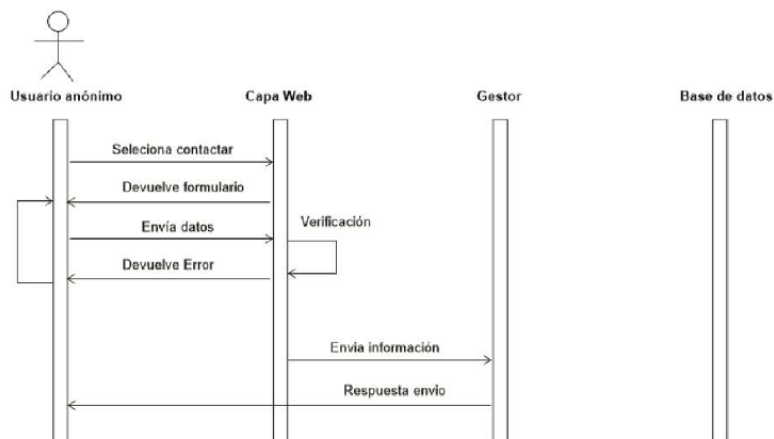 Usuario anónimo
Capa Web
Gestor
Base de datos
Seleciona contactar
Devuelve formulario
Envía datos
Verificación
Devuelve Error
Envia información
Respuesta envio